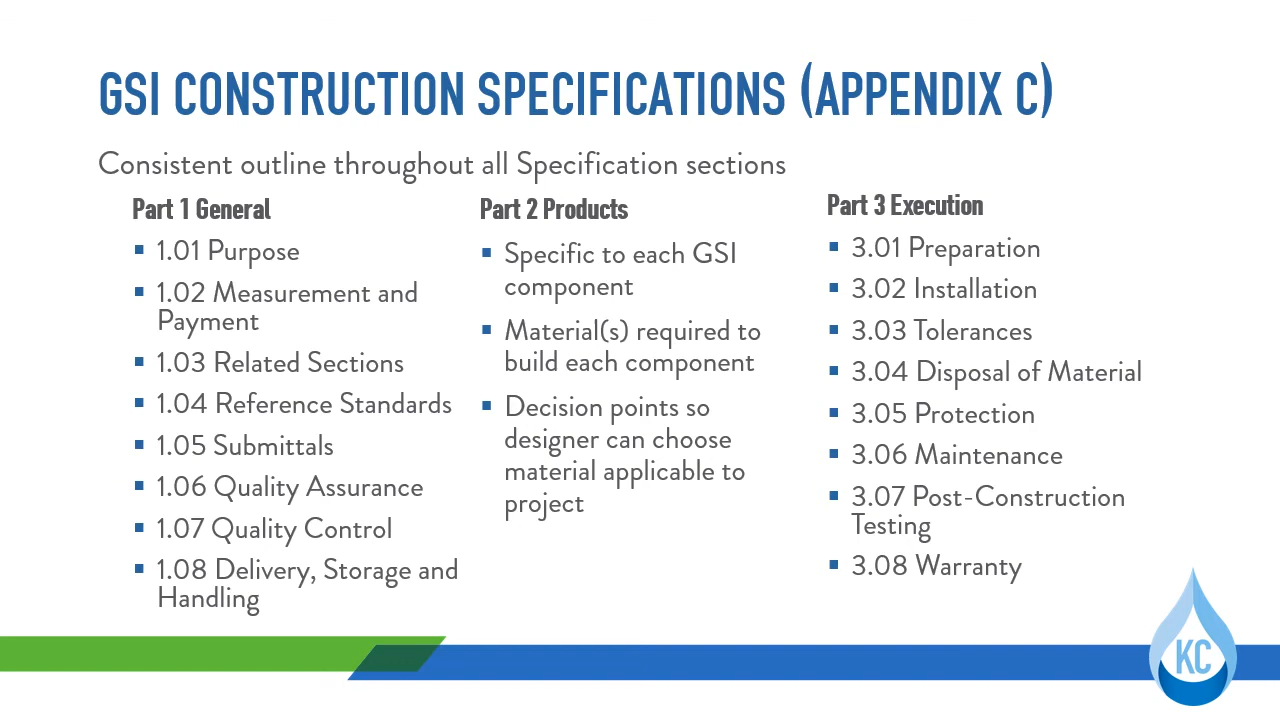 GSI CONSTRUCTION SPECIFICATIONS (APPENDIX C)
Consistent outline throughout all Specification sections
Part 1 General
1.01 Purpose
1.02 Measurement and
Payment
1.03 Related Sections
1.04 Reference Standards
1.05 Submittals
1.06 Quality Assurance
1.07 Quality Control
1.08 Delivery, Storage and
Handling
Part 2 Products
Specific to each GSI
component
Material(s) required to
build each component
Decision points so
designer can choose
material applicable to
project
Part 3 Execution
3.01 Preparation
3.02 Installation
3.03 Tolerances
3.04 Disposal of Material
3.05 Protection
3.06 Maintenance
3.07 Post-Construction
Testing
3.08 Warranty
KC